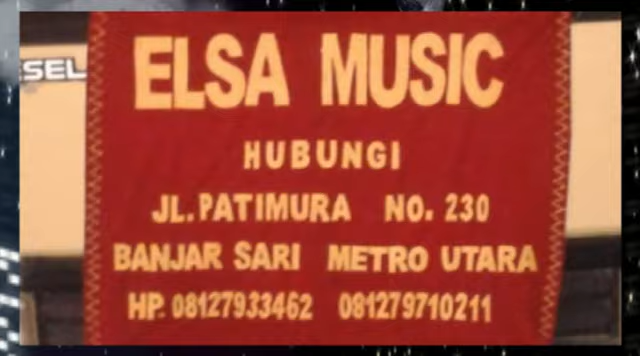 SEL
ELSA MUSIC
HUBUNGI
JL. PATIMURA NO. 230
BANJAR SARI METRO UTARA
HP. 08127933462 081279710211